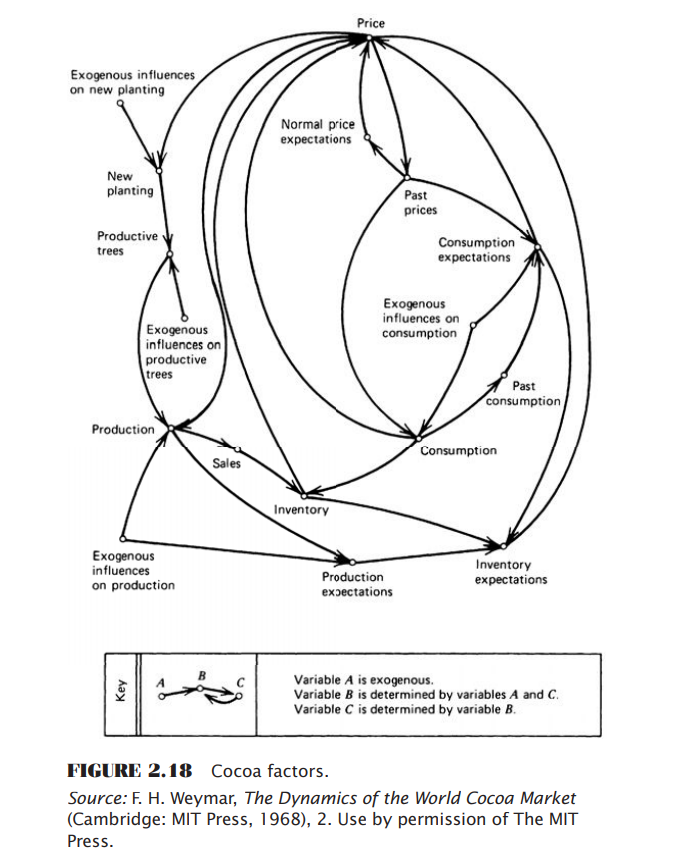 Price
Exogenous influences
on new planting
Normal price
expectations
New
planting
Past
prices
Productive
trees
Consumption
expectations
Exogenous
influences on
consumption
Exogenous
influences on
productive
trees
Past
consumption
Production
Sales
Consumption
Inventory
Exogenous
influences
on production
Production
expectations
Inventory
expectations
Key
A B C
Variable A is exogenous.
Variable B is determined by variables A and C.
Variable C is determined by variable B.
FIGURE 2.18 Cocoa factors.
Source: F. H. Weymar, The Dynamics of the World Cocoa Market
(Cambridge: MIT Press, 1968), 2. Use by permission of The MIT
Press.